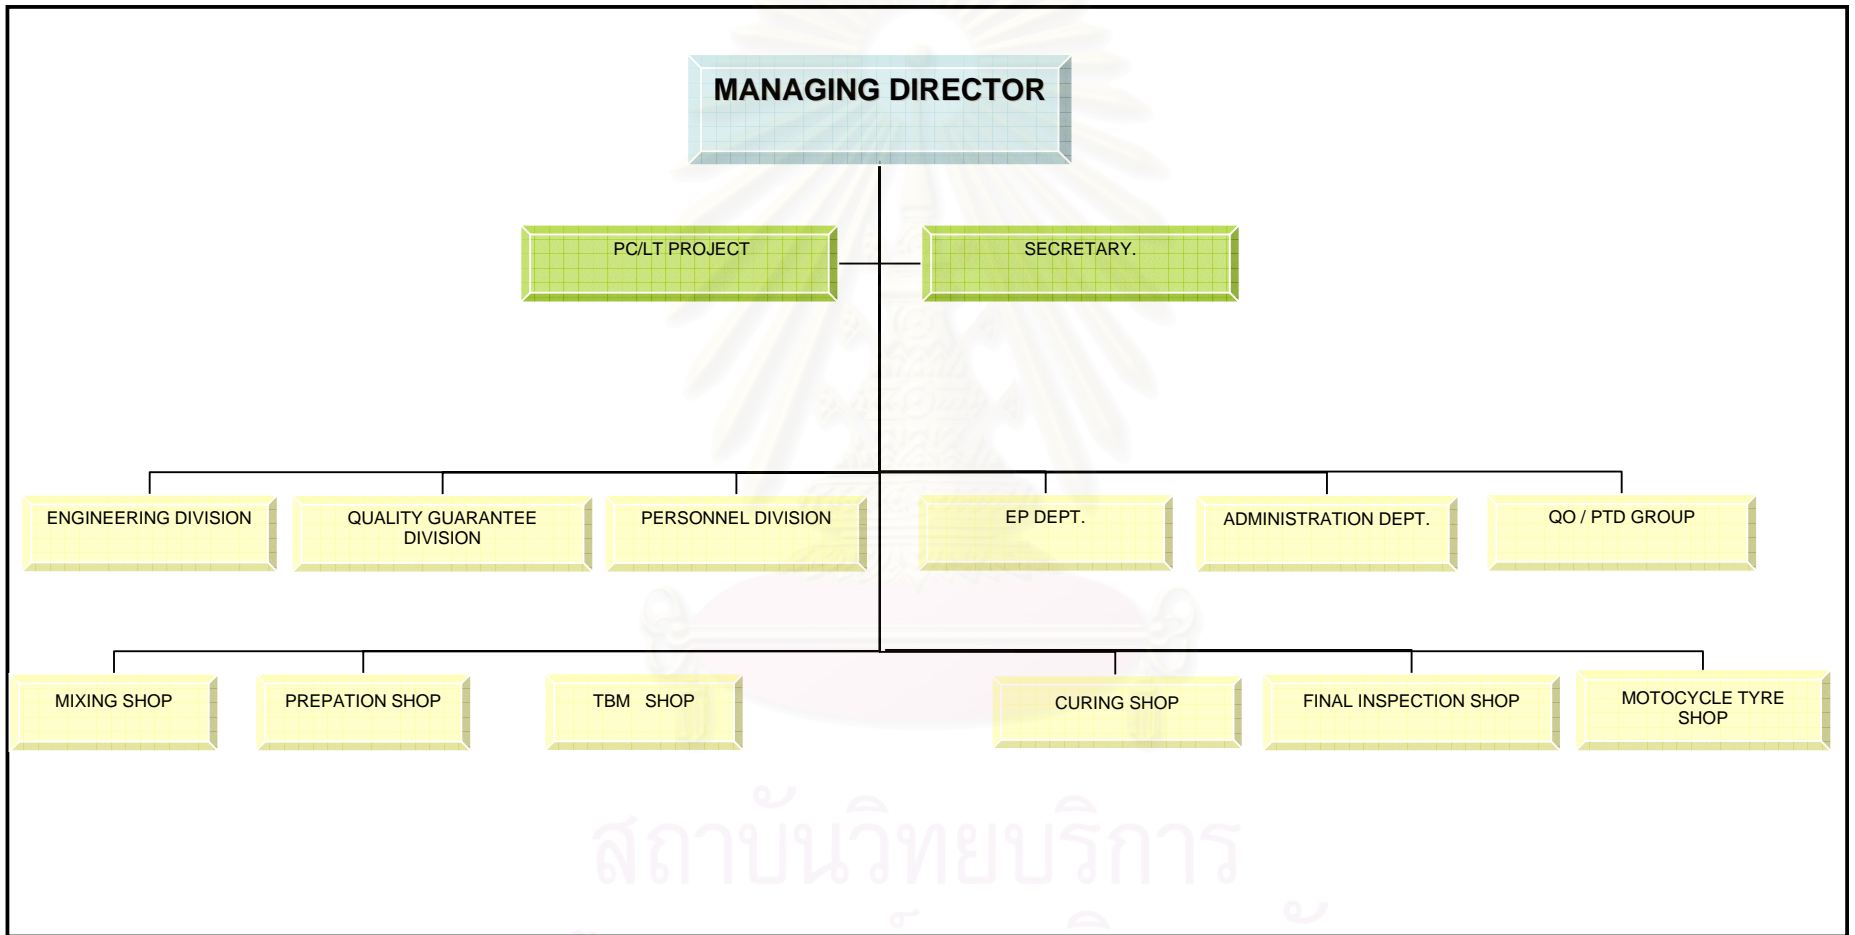 MANAGING DIRECTOR
PC/LT PROJECT
SECRETARY.
ENGINEERING DIVISION
QUALITY GUARANTEE
DIVISION
PERSONNEL DIVISION
EP DEPT.
ADMINISTRATION DEPT.
QO / PTD GROUP
MIXING SHOP
PREPATION SHOP
TBM SHOP
CURING SHOP
FINAL INSPECTION SHOP
MOTOCYCLE TYRE
SHOP
สถาบันวิทยบริการ